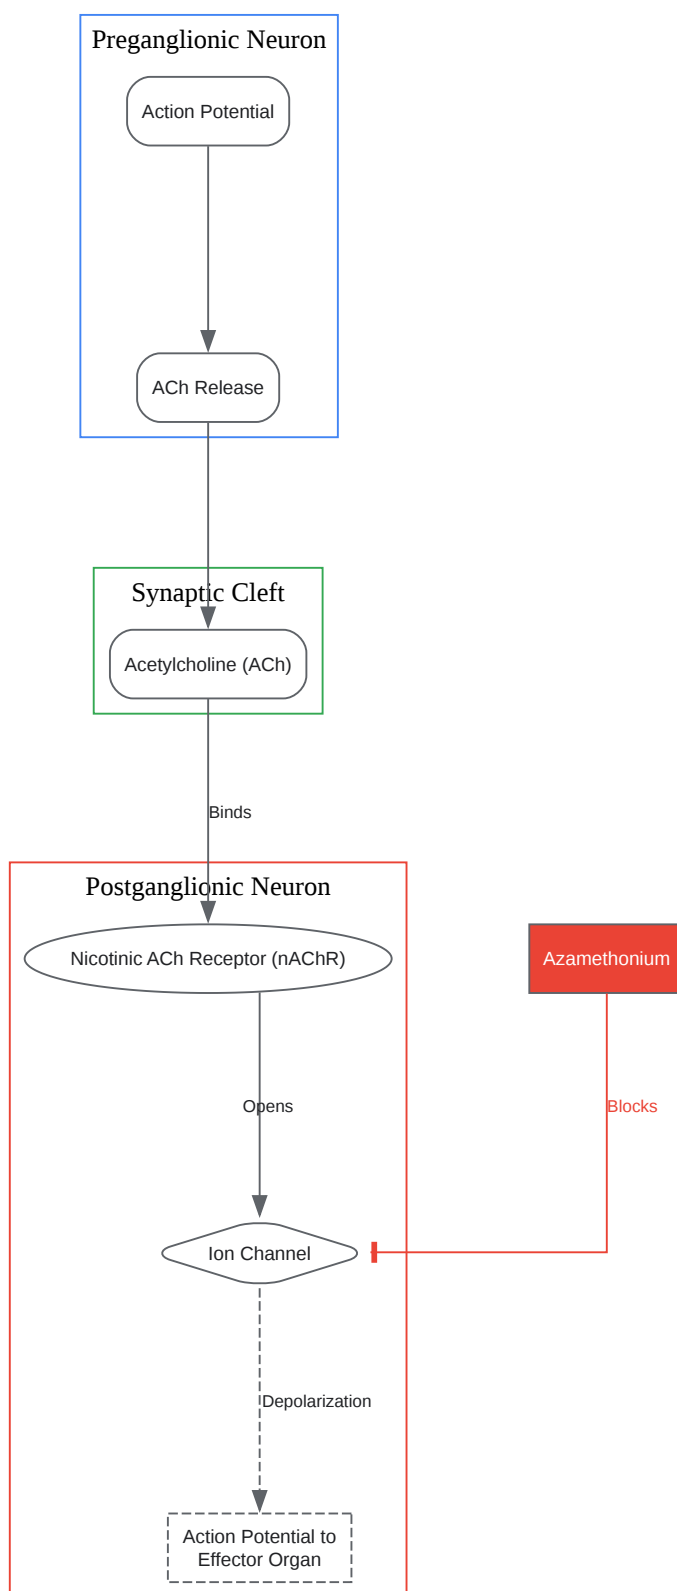 Preganglionic Neuron
Action Potential
ACh Release
Synaptic Cleft
Acetylcholine (ACh)
Binds
Postganglionic Neuron
Nicotinic ACh Receptor (nAChR)
Azamethonium
Opens
Blocks
Ion Channel
Depolarization
Action Potential to
Effector Organ